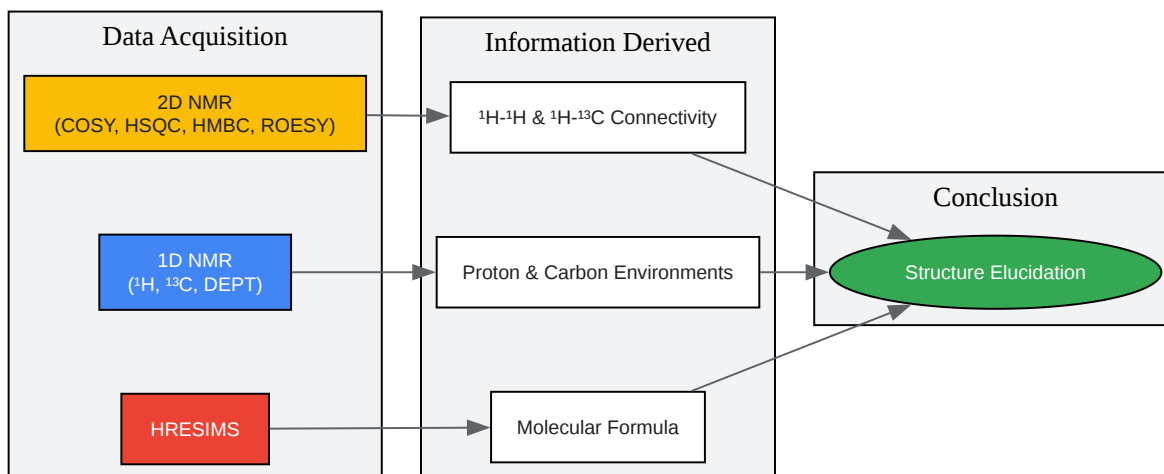 Data Acquisition
2D NMR
(COSY, HSQC, HMBC, ROESY)
1D NMR
(¹H, ¹³C, DEPT)
HRESIMS
Information Derived
¹H-¹H & ¹H-¹³C Connectivity
Proton & Carbon Environments
Molecular Formula
Conclusion
Structure Elucidation